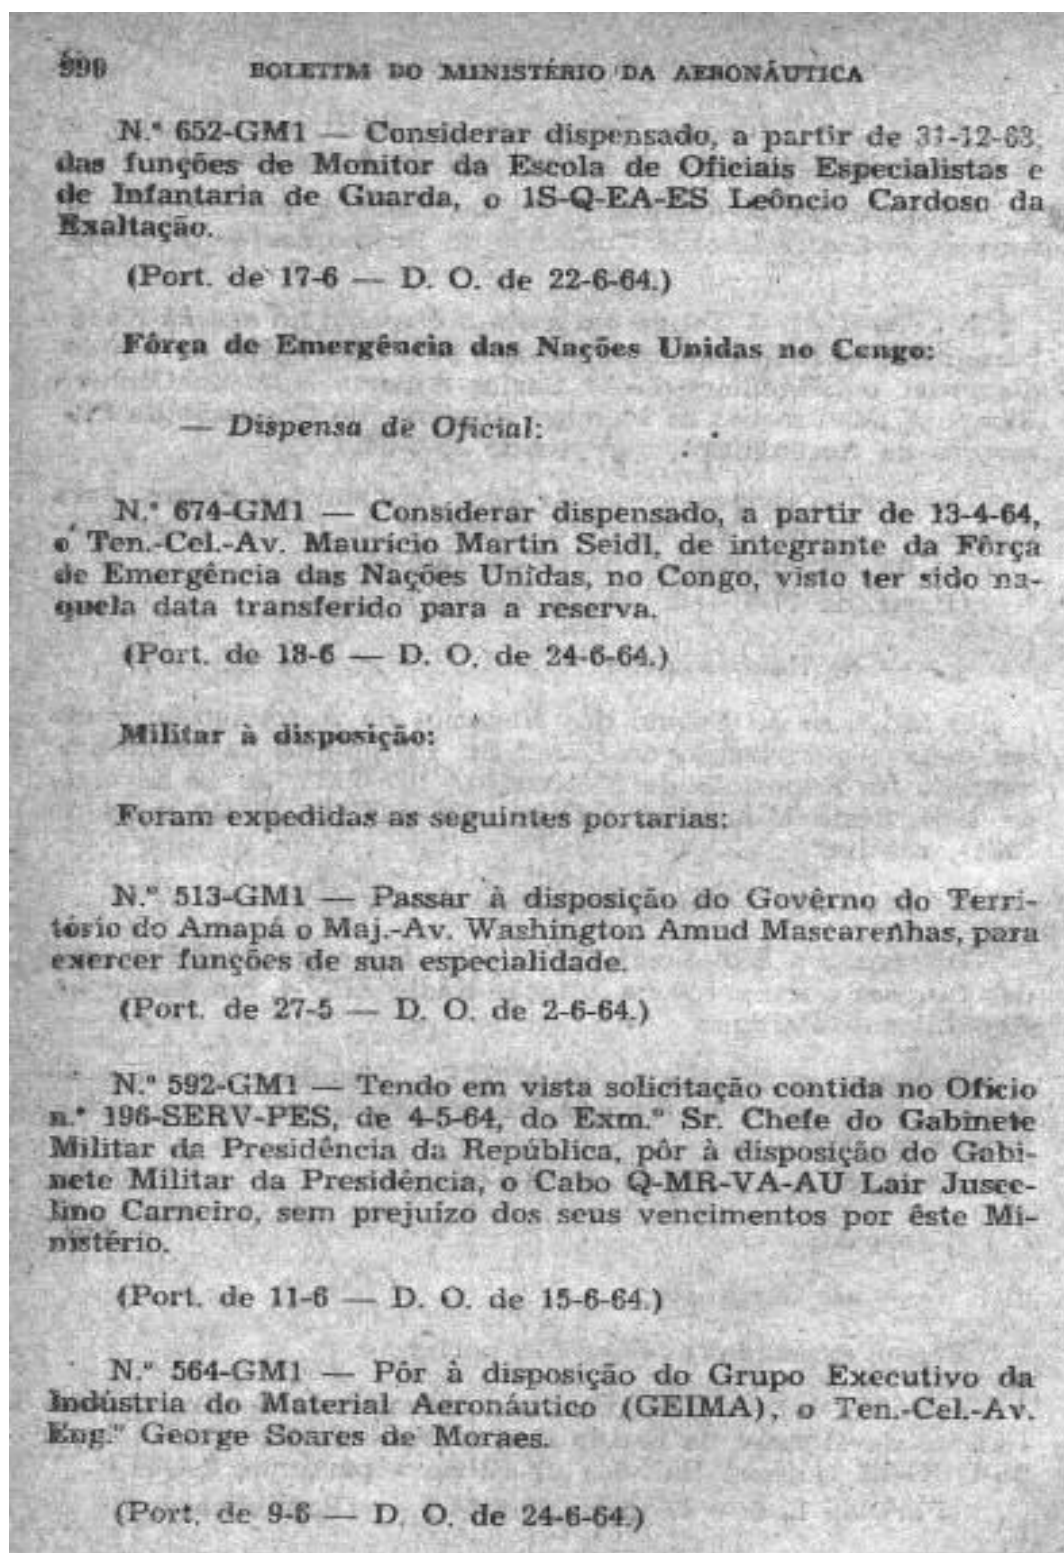 990 BOLETIM DO MINISTÉRIO DA AERONÁUTICA
N.º 652-GM1 — Considerar dispensado, a partir de 31-12-63,
das funções de Monitor da Escola de Oficiais Especialistas e
de Infantaria de Guarda, o 1S-Q-EA-ES Leôncio Cardoso da
Exaltação.
(Port. de 17-6 — D. O. de 22-6-64.)
Fôrça de Emergência das Nações Unidas no Congo:
— Dispensa de Oficial:
N.º 674-GM1 — Considerar dispensado, a partir de 13-4-64,
o Ten.-Cel.-Av. Maurício Martin Seidl, de integrante da Fôrça
de Emergência das Nações Unidas, no Congo, visto ter sido na-
quela data transferido para a reserva.
(Port. de 18-6 — D. O. de 24-6-64.)
Militar à disposição:
Foram expedidas as seguintes portarias:
N.º 513-GM1 — Passar à disposição do Govêrno do Terri-
tório do Amapá o Maj.-Av. Washington Amud Mascarenhas, para
exercer funções de sua especialidade.
(Port. de 27-5 — D. O. de 2-6-64.)
N.º 592-GM1 — Tendo em vista solicitação contida no Ofício
n.º 196-SERV-PES, de 4-5-64, do Exm.º Sr. Chefe do Gabinete
Militar da Presidência da República, pôr à disposição do Gabi-
nete Militar da Presidência, o Cabo Q-MR-VA-AU Lair Jusce-
lino Carneiro, sem prejuízo dos seus vencimentos por êste Mi-
nistério.
(Port. de 11-6 — D. O. de 15-6-64.)
N.º 564-GM1 — Pôr à disposição do Grupo Executivo da
Indústria do Material Aeronáutico (GEIMA), o Ten.-Cel.-Av.
Eng.º George Soares de Moraes.
(Port. de 9-6 — D. O. de 24-6-64.)